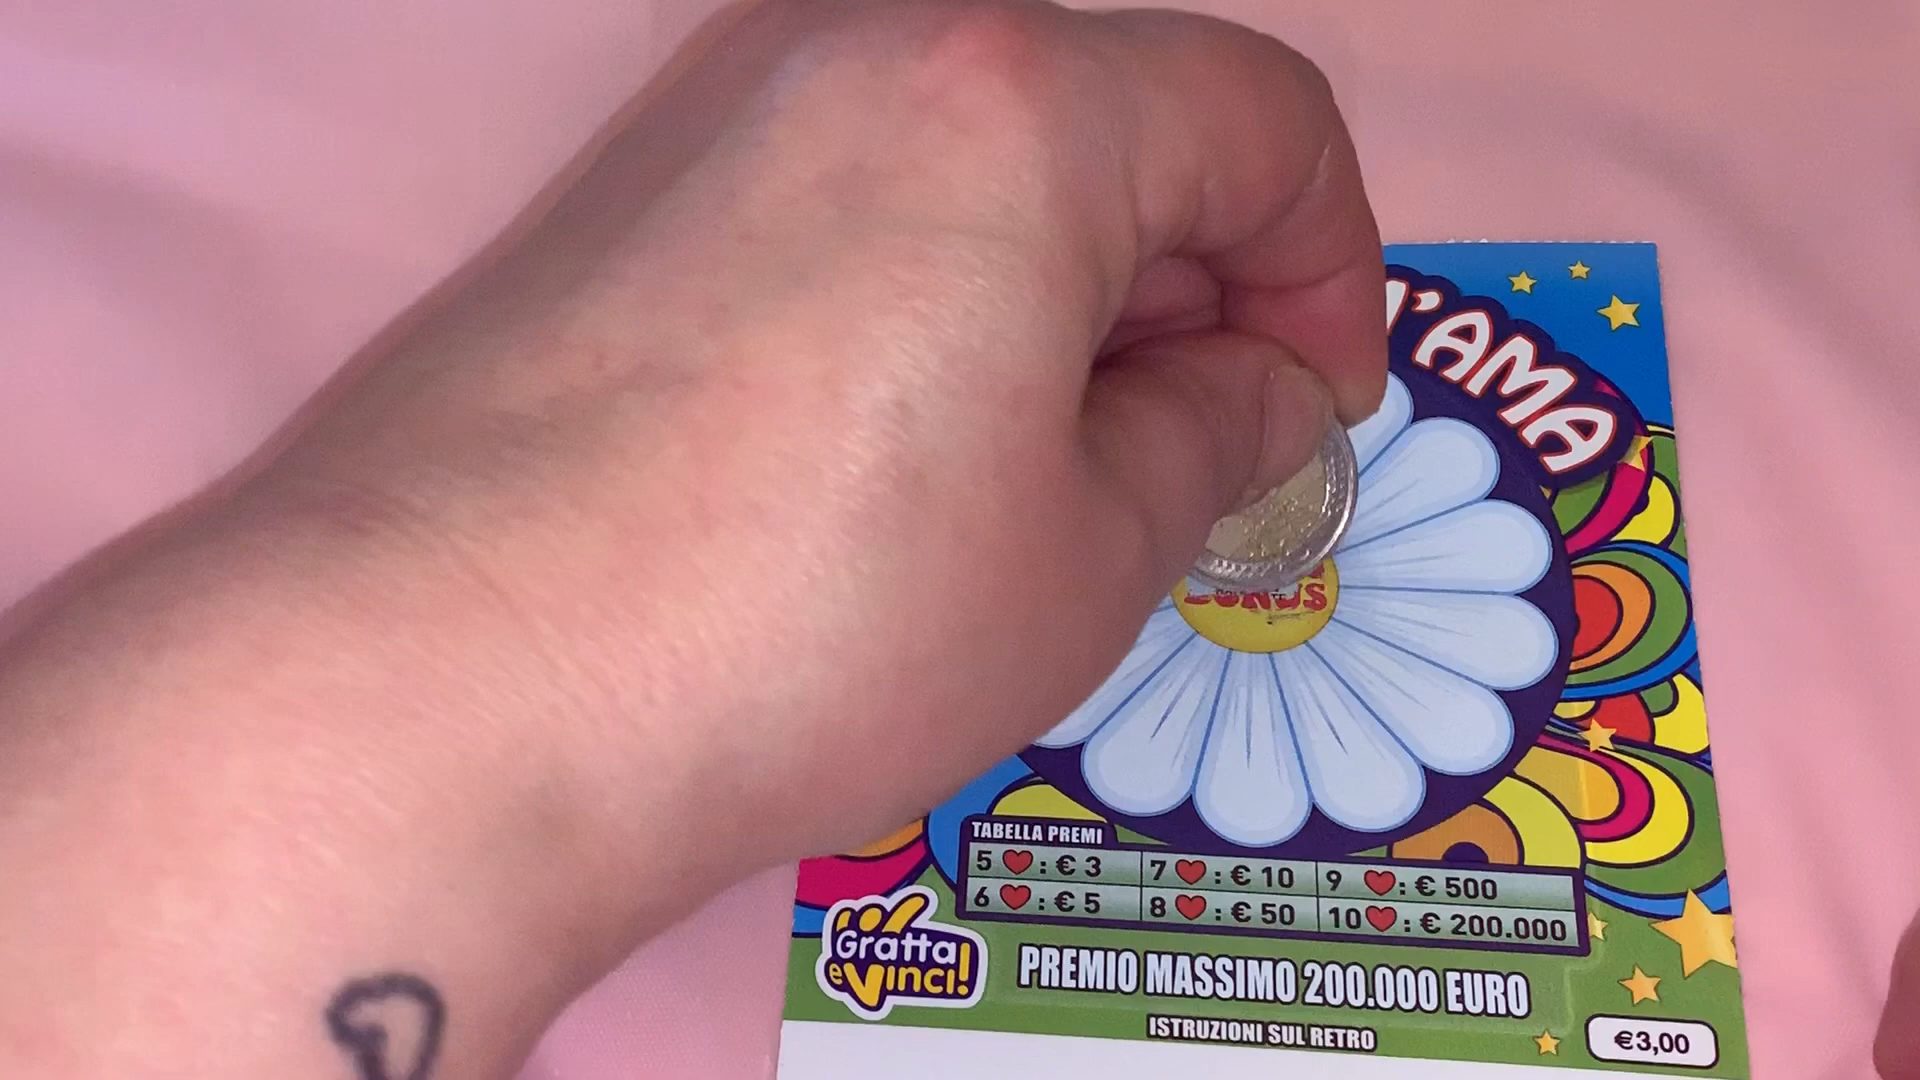 M'AMA
BONUS
TABELLA PREMI
5 ❤: € 3 7 ❤: € 10 9 ❤: € 500
6 ❤: € 5 8 ❤: € 50 10 ❤: € 200.000
Gratta
e Vinci!
PREMIO MASSIMO 200.000 EURO
ISTRUZIONI SUL RETRO
€3,00